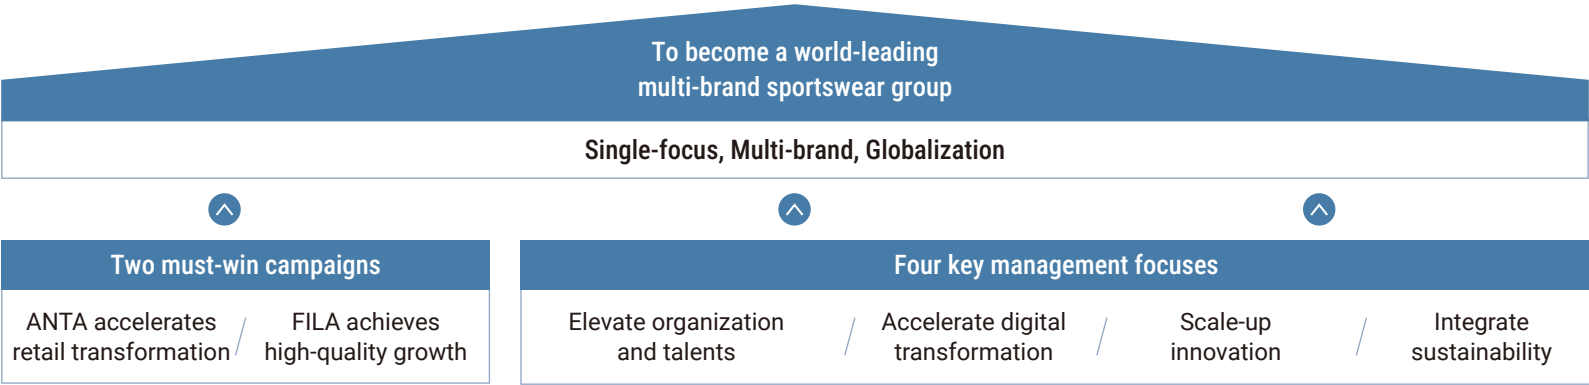 To become a world-leading
multi-brand sportswear group
Single-focus, Multi-brand, Globalization
Two must-win campaigns
ANTA accelerates
retail transformation
FILA achieves
high-quality growth
Four key management focuses
Elevate organization
and talents
Accelerate digital
transformation
Scale-up
innovation
Integrate
sustainability